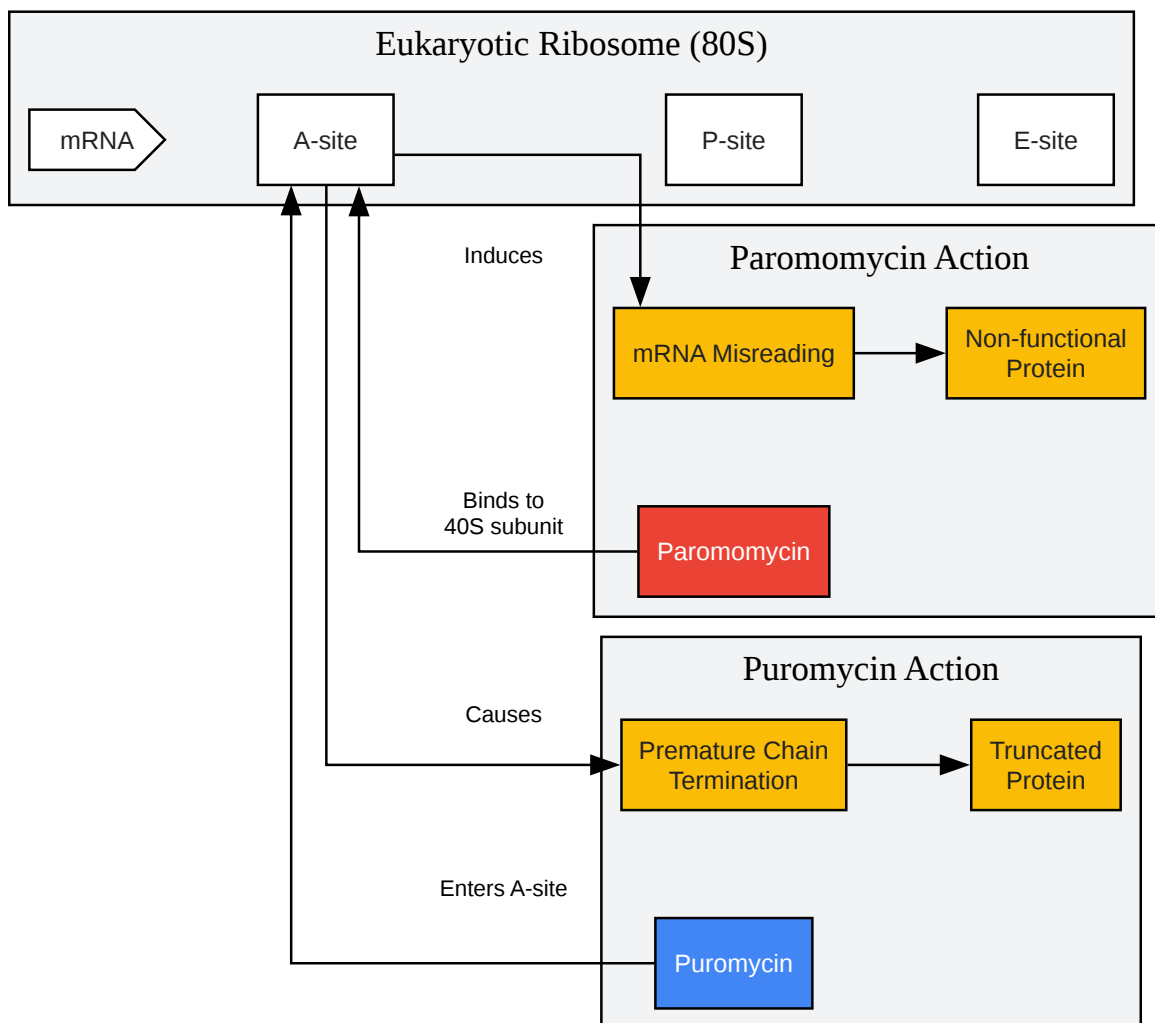 Eukaryotic Ribosome (80S)
mRNA
A-site
P-site
E-site
Induces
Paromomycin Action
mRNA Misreading
Non-functional
Protein
Binds to
40S subunit
Paromomycin
Puromycin Action
Causes
Premature Chain
Termination
Truncated
Protein
Enters A-site
Puromycin